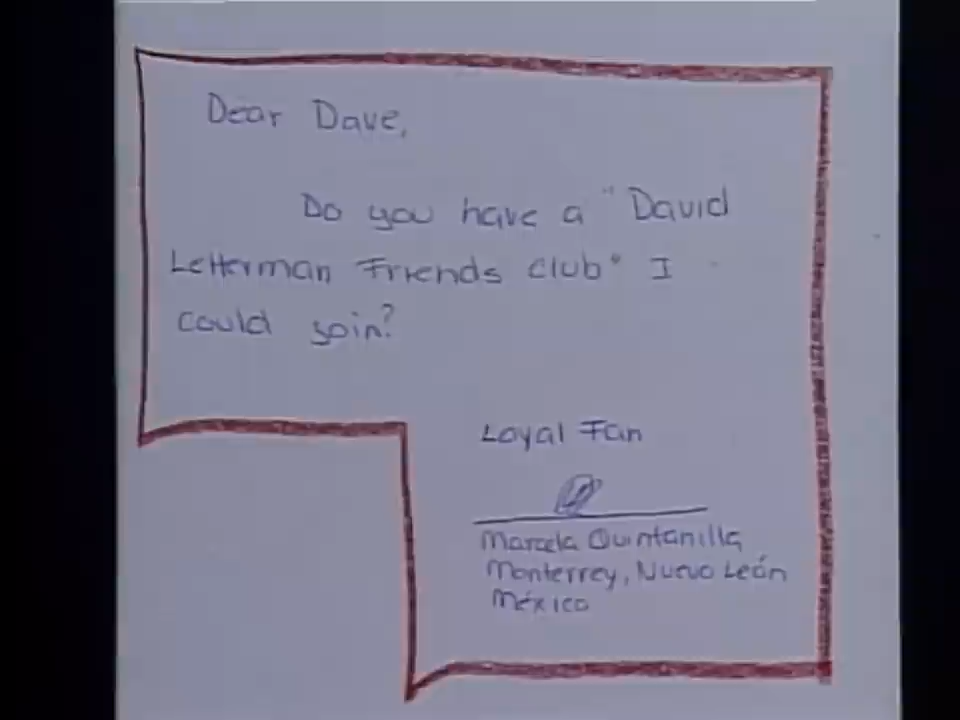 Dear Dave,
Do you have a "David
Letterman Friends Club" I
could join?
Loyal Fan
Marcela Quintanilla
Monterrey, Nuevo León
México